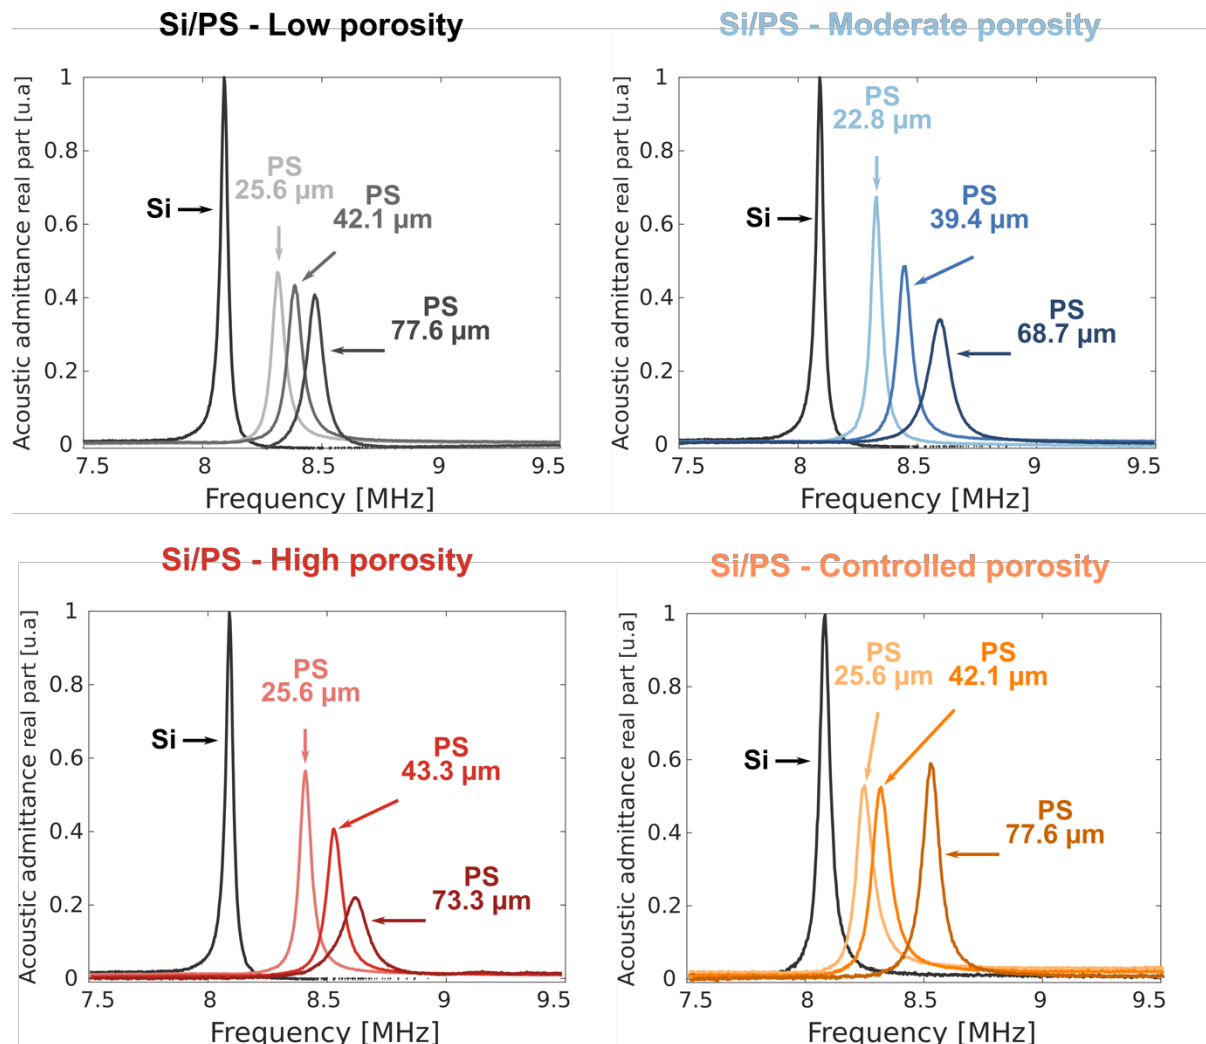 Si/PS - Low porosity
Acoustic admittance real part [u.a]
1
0.8
0.6
0.4
0.2
0
Si
PS
25.6 µm
PS
42.1 µm
PS
77.6 µm
7.5
8
8.5
9
9.5
Frequency [MHz]
Si/PS - Moderate porosity
Acoustic admittance real part [u.a]
1
0.8
0.6
0.4
0.2
0
Si
PS
22.8 µm
PS
39.4 µm
PS
68.7 µm
7.5
8
8.5
9
9.5
Frequency [MHz]
Si/PS - High porosity
Acoustic admittance real part [u.a]
1
0.8
0.6
0.4
0.2
0
Si
PS
25.6 µm
PS
43.3 µm
PS
73.3 µm
7.5
8
8.5
9
9.5
Frequency [MHz]
Si/PS - Controlled porosity
Acoustic admittance real part [u.a]
1
0.8
0.6
0.4
0.2
0
Si
PS
25.6 µm
PS
42.1 µm
PS
77.6 µm
7.5
8
8.5
9
9.5
Frequency [MHz]